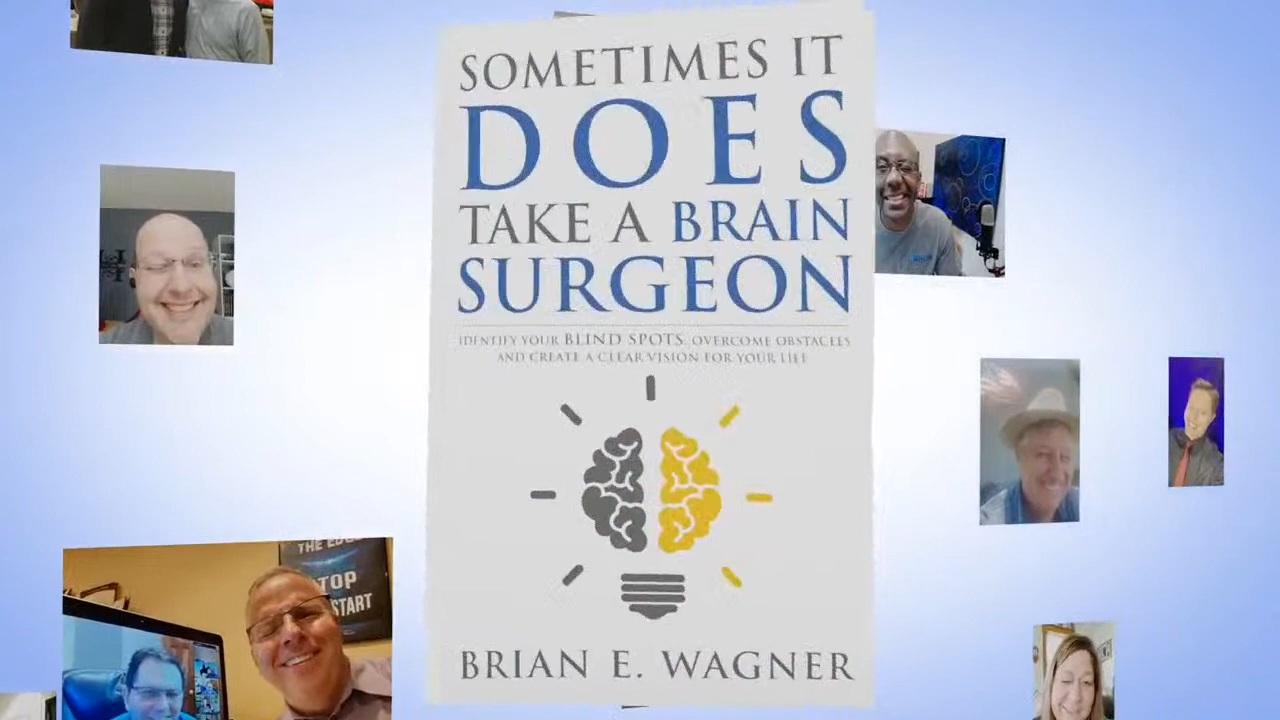 SOMETIMES IT
DOES
TAKE A BRAIN
SURGEON
IDENTIFY YOUR BLIND SPOTS, OVERCOME OBSTACLES
AND CREATE A CLEAR VISION FOR YOUR LIFE
BRIAN E. WAGNER
THE EDGE
STOP
START